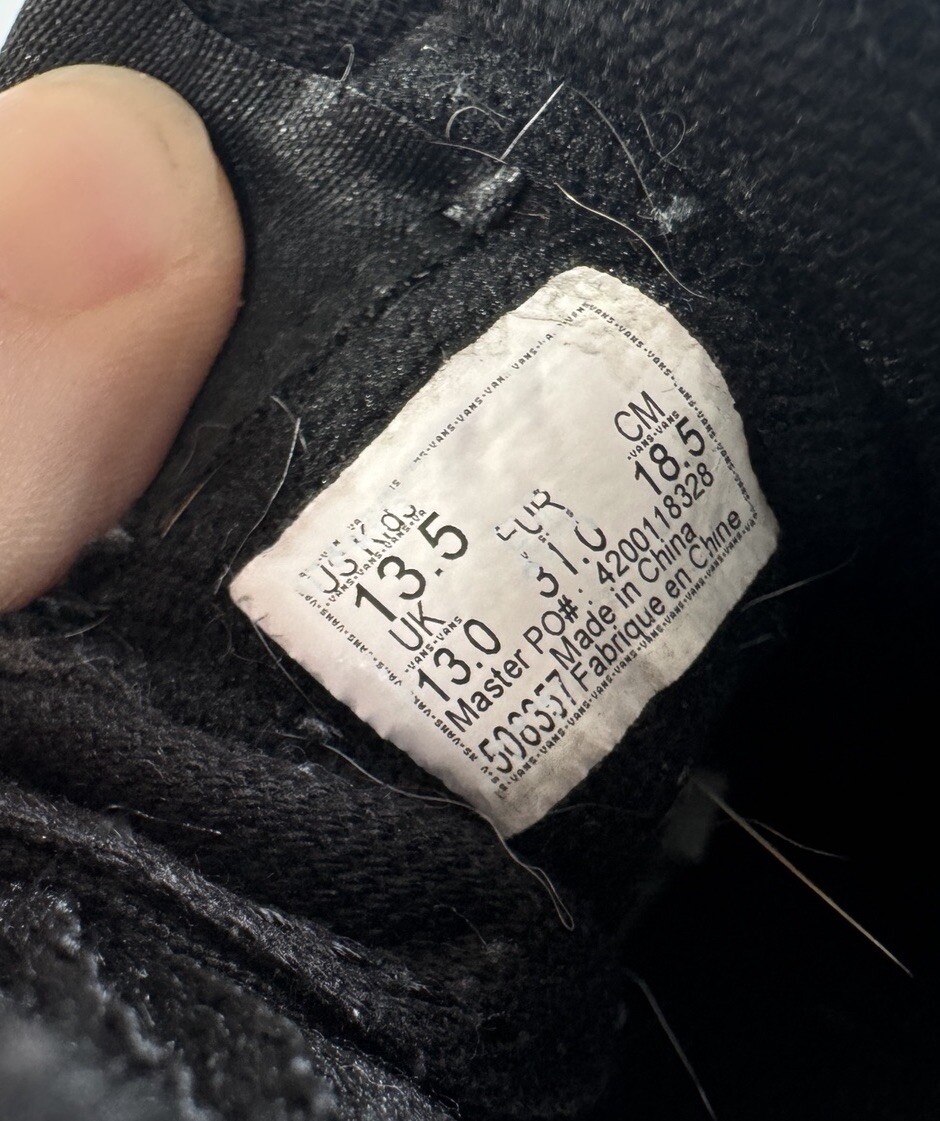 US Kids
13.5
UK
13.0
EUR
31.0
CM
18.5
Master PO#: 4200118328
Made in China
Fabrique en Chine
VANS